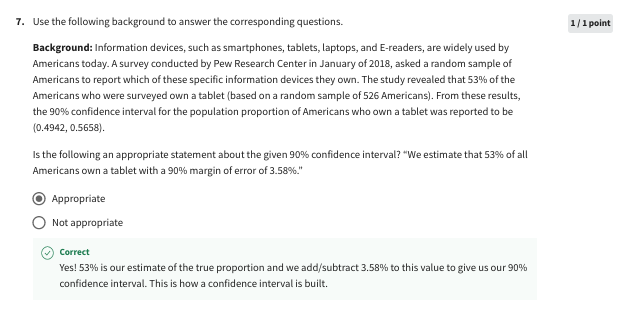 7. Use the following background to answer the corresponding questions.
1 / 1 point
Background: Information devices, such as smartphones, tablets, laptops, and E-readers, are widely used by
Americans today. A survey conducted by Pew Research Center in January of 2018, asked a random sample of
Americans to report which of these specific information devices they own. The study revealed that 53% of the
Americans who were surveyed own a tablet (based on a random sample of 526 Americans). From these results,
the 90% confidence interval for the population proportion of Americans who own a tablet was reported to be
(0.4942, 0.5658).
Is the following an appropriate statement about the given 90% confidence interval? “We estimate that 53% of all
Americans own a tablet with a 90% margin of error of 3.58%.”
Appropriate
Not appropriate
Correct
Yes! 53% is our estimate of the true proportion and we add/subtract 3.58% to this value to give us our 90%
confidence interval. This is how a confidence interval is built.